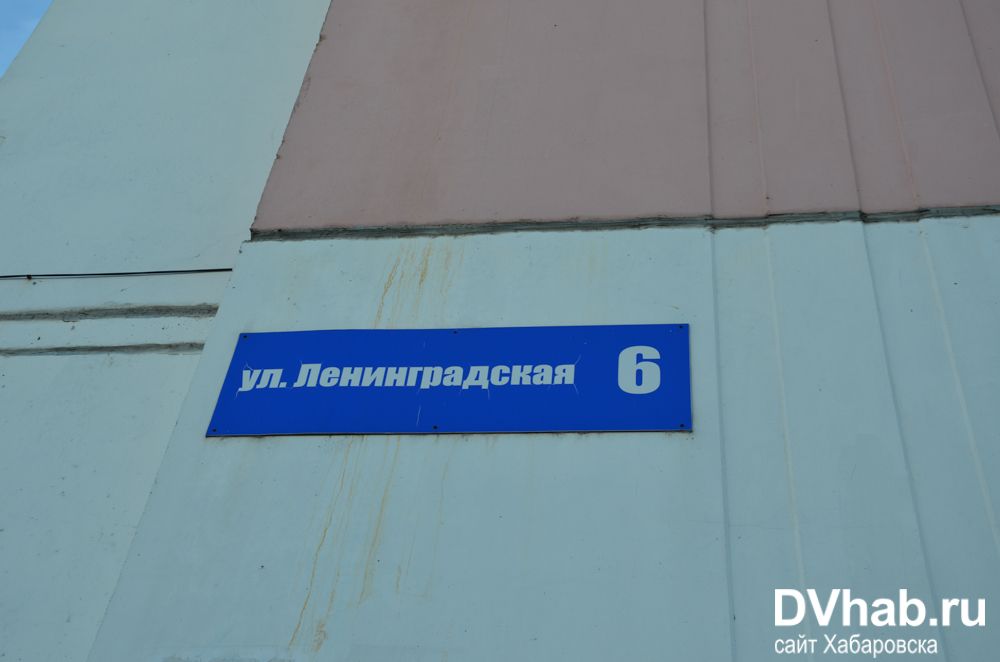 ул. Ленинградская 6
DVhab.ru
сайт Хабаровска